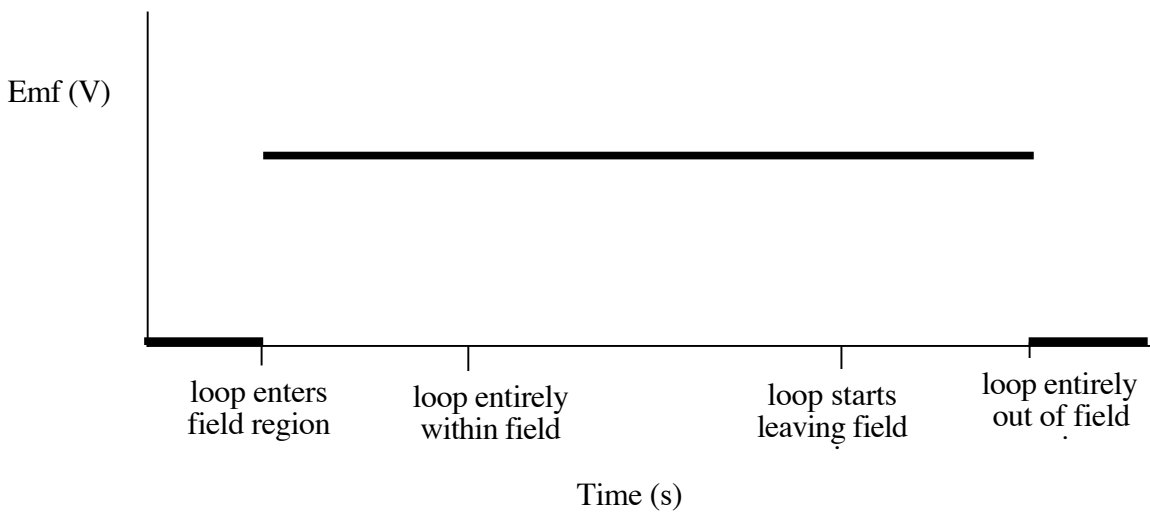 Emf (V)
loop enters
field region
loop entirely
within field
loop starts
leaving field
loop entirely
out of field
Time (s)